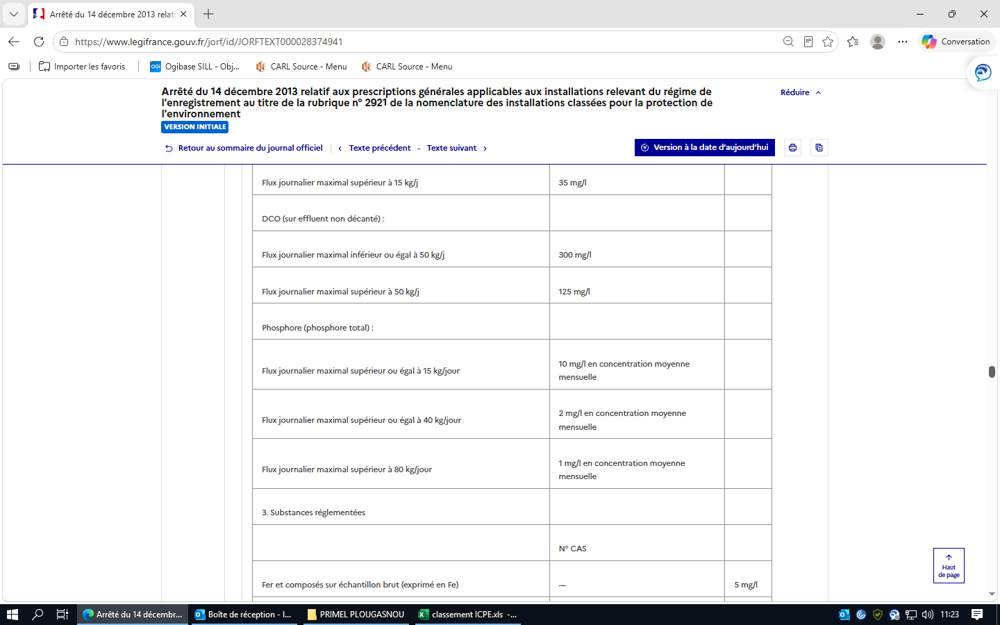 Arrêté du 14 décembre 2013 relati
https://www.legifrance.gouv.fr/jorf/id/JORFTEXT000028374941
Conversation
Importer les favoris
OGI
Ogibase SILL - Obj...
CARL Source - Menu
CARL Source - Menu
Arrêté du 14 décembre 2013 relatif aux prescriptions générales applicables aux installations relevant du régime de
l'enregistrement au titre de la rubrique n° 2921 de la nomenclature des installations classées pour la protection de
l'environnement
Réduire
VERSION INITIALE
Retour au sommaire du journal officiel
Texte précédent - Texte suivant
Version à la date d'aujourd'hui
Flux journalier maximal supérieur à 15 kg/j
35 mg/l
DCO (sur effluent non décanté) :
Flux journalier maximal inférieur ou égal à 50 kg/j
300 mg/l
Flux journalier maximal supérieur à 50 kg/j
125 mg/l
Phosphore (phosphore total) :
Flux journalier maximal supérieur ou égal à 15 kg/jour
10 mg/l en concentration moyenne
mensuelle
Flux journalier maximal supérieur ou égal à 40 kg/jour
2 mg/l en concentration moyenne
mensuelle
Flux journalier maximal supérieur à 80 kg/jour
1 mg/l en concentration moyenne
mensuelle
3. Substances réglementées
N° CAS
Fer et composés sur échantillon brut (exprimé en Fe)
—
5 mg/l
Haut
de page
Arrêté du 14 décembr...
Boîte de réception - I...
PRIMEL PLOUGASNOU
classement ICPE.xls -...
11:23